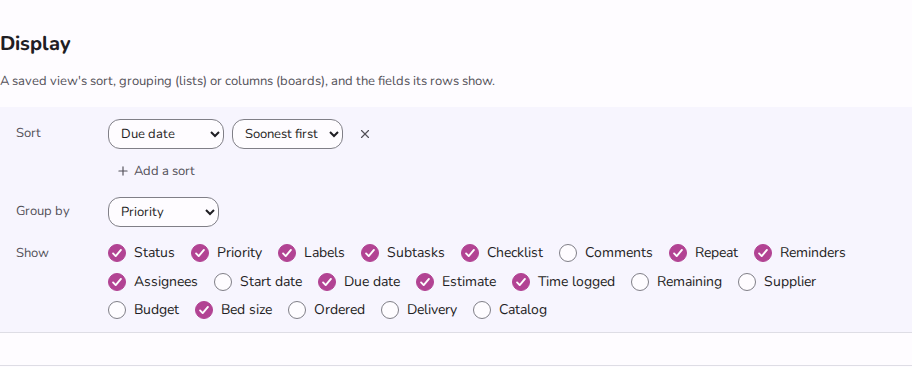 Display
A saved view's sort, grouping (lists) or columns (boards), and the fields its rows show.
Sort Due date Soonest first ×
+ Add a sort
Group by Priority
Show Status Priority Labels Subtasks Checklist Comments Repeat Reminders
Assignees Start date Due date Estimate Time logged Remaining Supplier
Budget Bed size Ordered Delivery Catalog